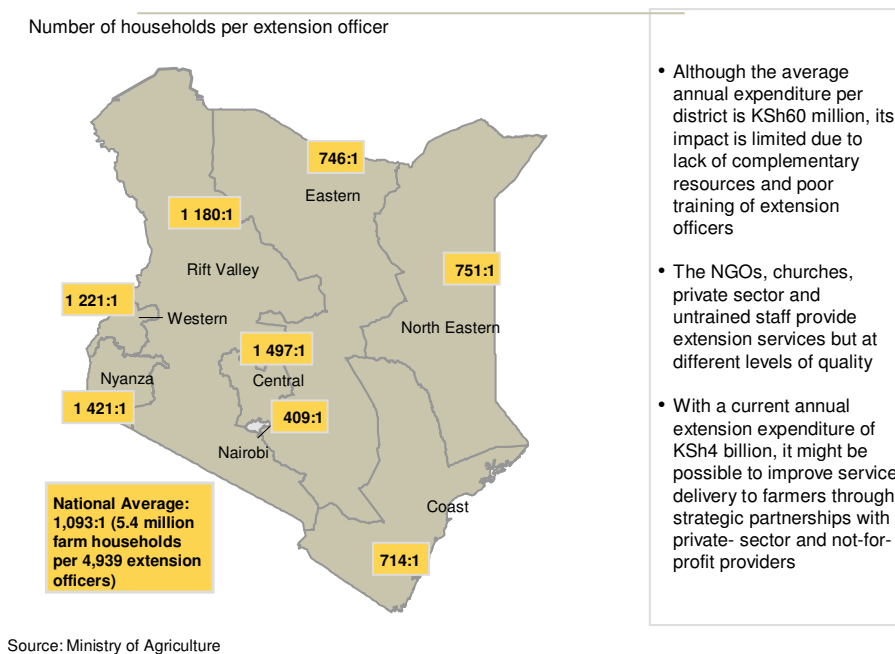 Number of households per extension officer
746:1
Eastern
1 180:1
Rift Valley
751:1
North Eastern
1 221:1
Western
1 497:1
Central
Nyanza
1 421:1
409:1
Nairobi
National Average:
1,093:1 (5.4 million
farm households
per 4,939 extension
officers)
Coast
714:1
• Although the average
annual expenditure per
district is KSh60 million, its
impact is limited due to
lack of complementary
resources and poor
training of extension
officers
• The NGOs, churches,
private sector and
untrained staff provide
extension services but at
different levels of quality
• With a current annual
extension expenditure of
KSh4 billion, it might be
possible to improve service
delivery to farmers through
strategic partnerships with
private- sector and not-for-
profit providers
Source: Ministry of Agriculture